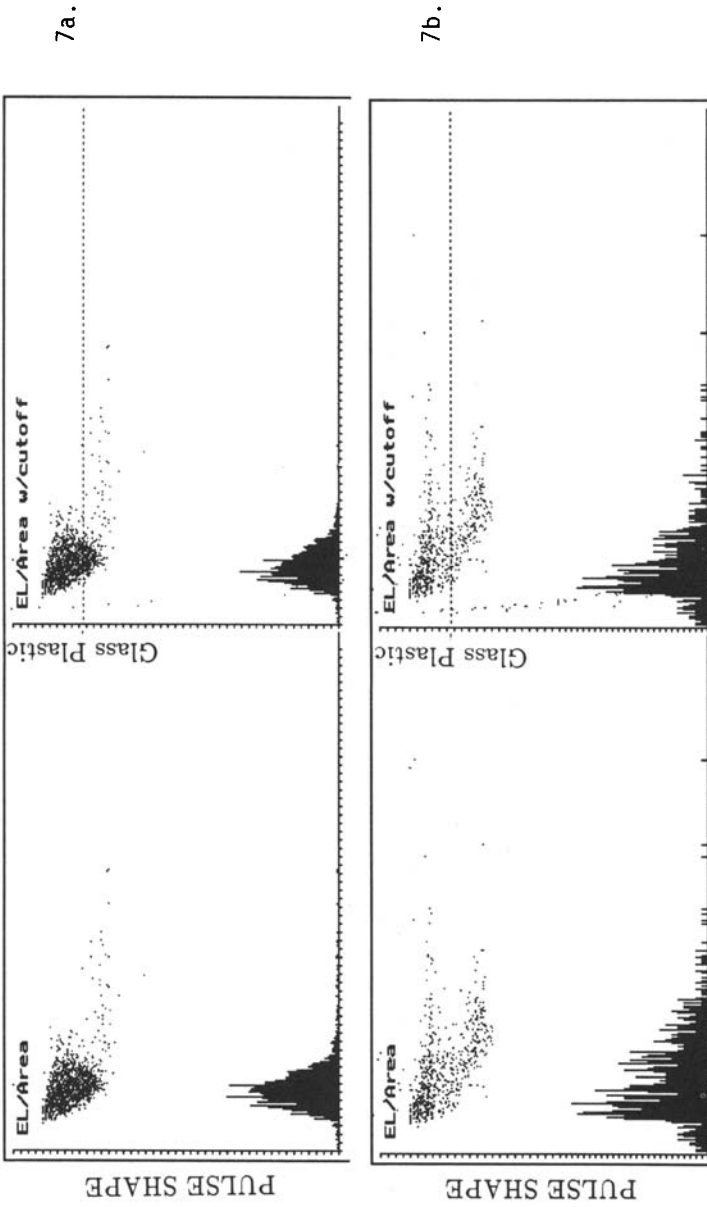 7a.
EL/Area
EL/Area w/cutoff
PULSE SHAPE
Glass Plastic
7b.
EL/Area
EL/Area w/cutoff
PULSE SHAPE
Glass Plastic